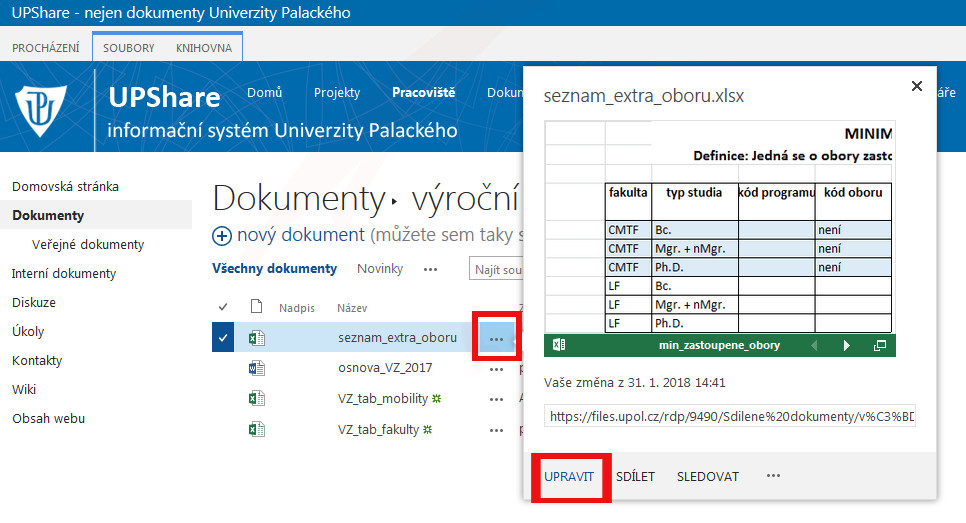 UPShare - nejen dokumenty Univerzity Palackého
PROCHÁZENÍ SOUBORY KNIHOVNA
UP
UPShare
informační systém Univerzity Palackého
Domů Projekty Pracoviště
Domovská stránka
Dokumenty
Veřejné dokumenty
Interní dokumenty
Diskuze
Úkoly
Kontakty
Wiki
Obsah webu
Dokumenty ▸ výroční
nový dokument (můžete sem taky s
Všechny dokumenty Novinky ...
Najít sou
Nadpis Název
seznam_extra_oboru ...
osnova_VZ_2017 ...
VZ_tab_mobility ...
VZ_tab_fakulty ...
seznam_extra_oboru.xlsx
MINIM
Definice: Jedná se o obory zasto
fakulta typ studia kód programu kód oboru
CMTF Bc. není
CMTF Mgr. + nMgr. není
CMTF Ph.D. není
LF Bc.
LF Mgr. + nMgr.
LF Ph.D.
min_zastoupene_obory
Vaše změna z 31. 1. 2018 14:41
https://files.upol.cz/rdp/9490/Sdilene%20dokumenty/v%C3%BD
UPRAVIT SDÍLET SLEDOVAT ...